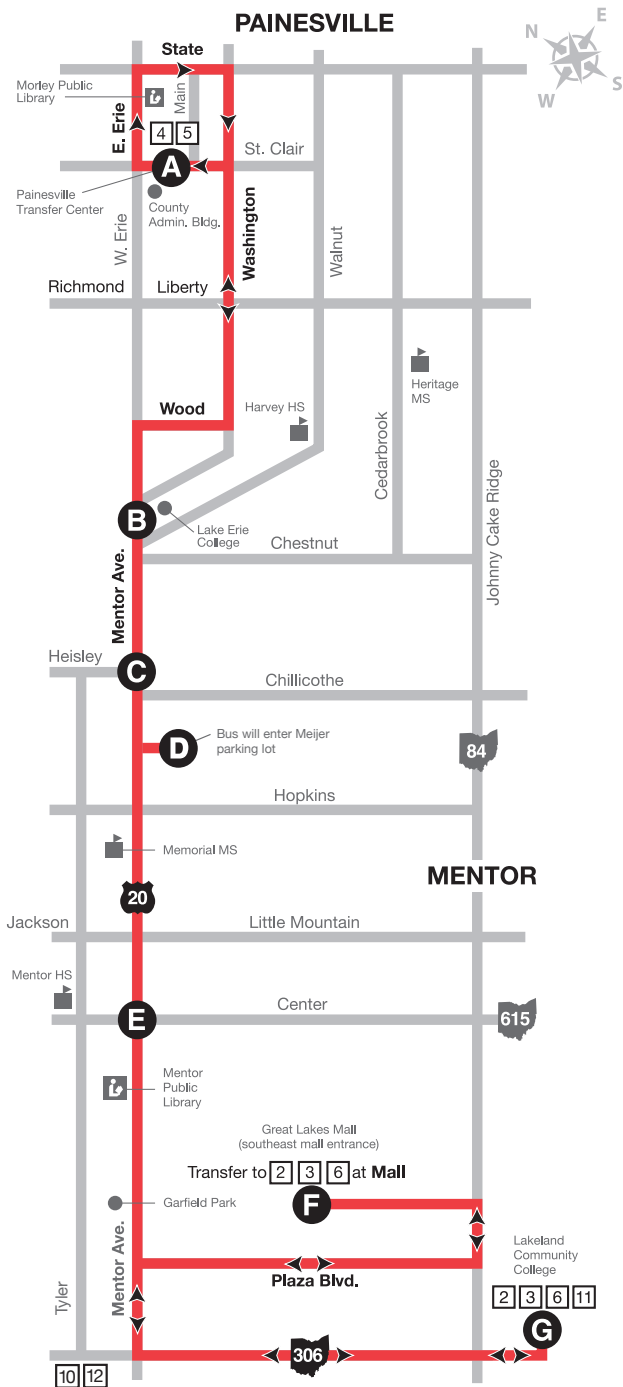 PAINESVILLE
N
E
W
S
State
Morley Public
Library
Main
E. Erie
4 5
St. Clair
A
Painesville
Transfer Center
County
Admin. Bldg.
W. Erie
Washington
Walnut
Richmond
Liberty
Heritage
MS
Wood
Harvey HS
Cedarbrook
Johnny Cake Ridge
B
Lake Erie
College
Chestnut
Mentor Ave.
Heisley
C
Chillicothe
D
Bus will enter Meijer
parking lot
84
Hopkins
Memorial MS
MENTOR
20
Jackson
Little Mountain
Mentor HS
Center
E
615
Mentor
Public
Library
Great Lakes Mall
(southeast mall entrance)
Transfer to 2 3 6 at Mall
F
Garfield Park
Mentor Ave.
Plaza Blvd.
Lakeland
Community
College
2 3 6 11
G
Tyler
306
10 12